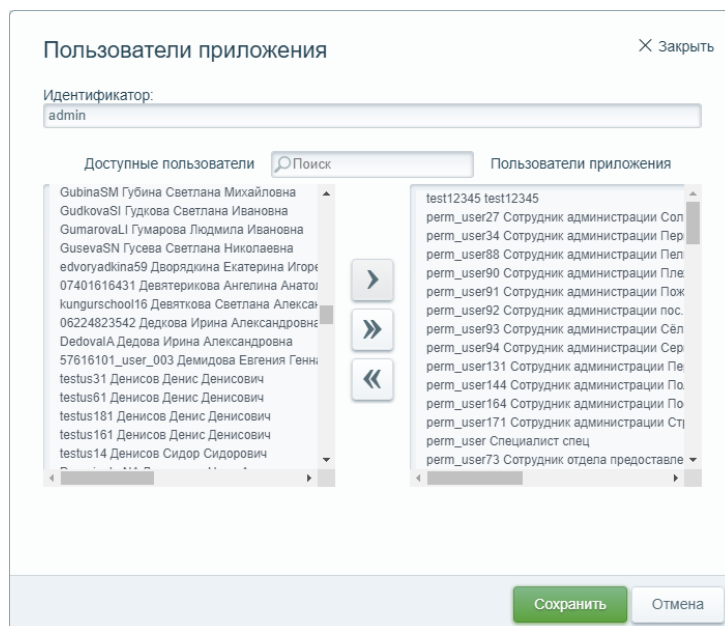 Пользователи приложения
Закрыть
Идентификатор:
admin
Доступные пользователи
Поиск
Пользователи приложения
GubinaSM Губина Светлана Михайловна
GudkovaSI Гудкова Светлана Ивановна
GumarovaLI Гумарова Людмила Ивановна
GusevaSN Гусева Светлана Николаевна
edvoryadkina59 Дворядкина Екатерина Игоре
07401616431 Девятерикова Ангелина Анатол
kungurschool16 Девяткова Светлана Алексан
06224823542 Дедкова Ирина Александровна
DedovaIA Дедова Ирина Александровна
57616101_user_003 Демидова Евгения Генна
testus31 Денисов Денис Денисович
testus61 Денисов Денис Денисович
testus181 Денисов Денис Денисович
testus161 Денисов Денис Денисович
testus14 Денисов Сидор Сидорович
test12345 test12345
perm_user27 Сотрудник администрации Сол
perm_user34 Сотрудник администрации Пер
perm_user88 Сотрудник администрации Пел
perm_user90 Сотрудник администрации Пле
perm_user91 Сотрудник администрации Пож
perm_user92 Сотрудник администрации пос.
perm_user93 Сотрудник администрации Сёл
perm_user94 Сотрудник администрации Сер
perm_user131 Сотрудник администрации Пе
perm_user144 Сотрудник администрации По
perm_user164 Сотрудник администрации По
perm_user171 Сотрудник администрации Ст
perm_user Специалист спец
perm_user73 Сотрудник отдела предоставле
Сохранить
Отмена